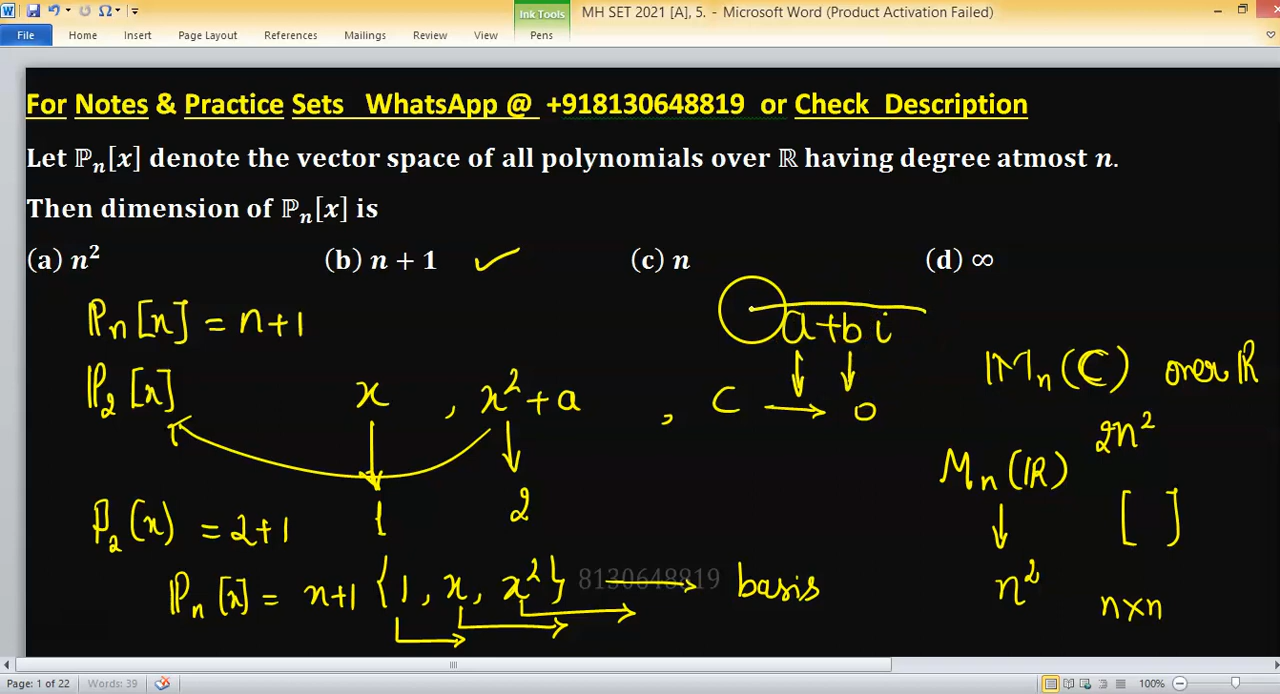 Ink Tools
MH SET 2021 [A], 5. - Microsoft Word (Product Activation Failed)
File Home Insert Page Layout References Mailings Review View Pens
For Notes & Practice Sets WhatsApp @ +918130648819 or Check Description
Let ℙₙ[x] denote the vector space of all polynomials over ℝ having degree atmost n.
Then dimension of ℙₙ[x] is
(a) n² (b) n + 1 ✓ (c) n (d) ∞
ℙₙ[x] = n+1
a+bi
ℙ₂[x] x , x²+a , C → 0
𝕄ₙ(ℂ) over ℝ
2n²
1 2
Mₙ(ℝ)
↓
n²
[ ]
n×n
ℙ₂(x) = 2+1
ℙₙ[x] = n+1 {1, x, x²} → basis
8130648819
Page: 1 of 22 Words: 39 100%